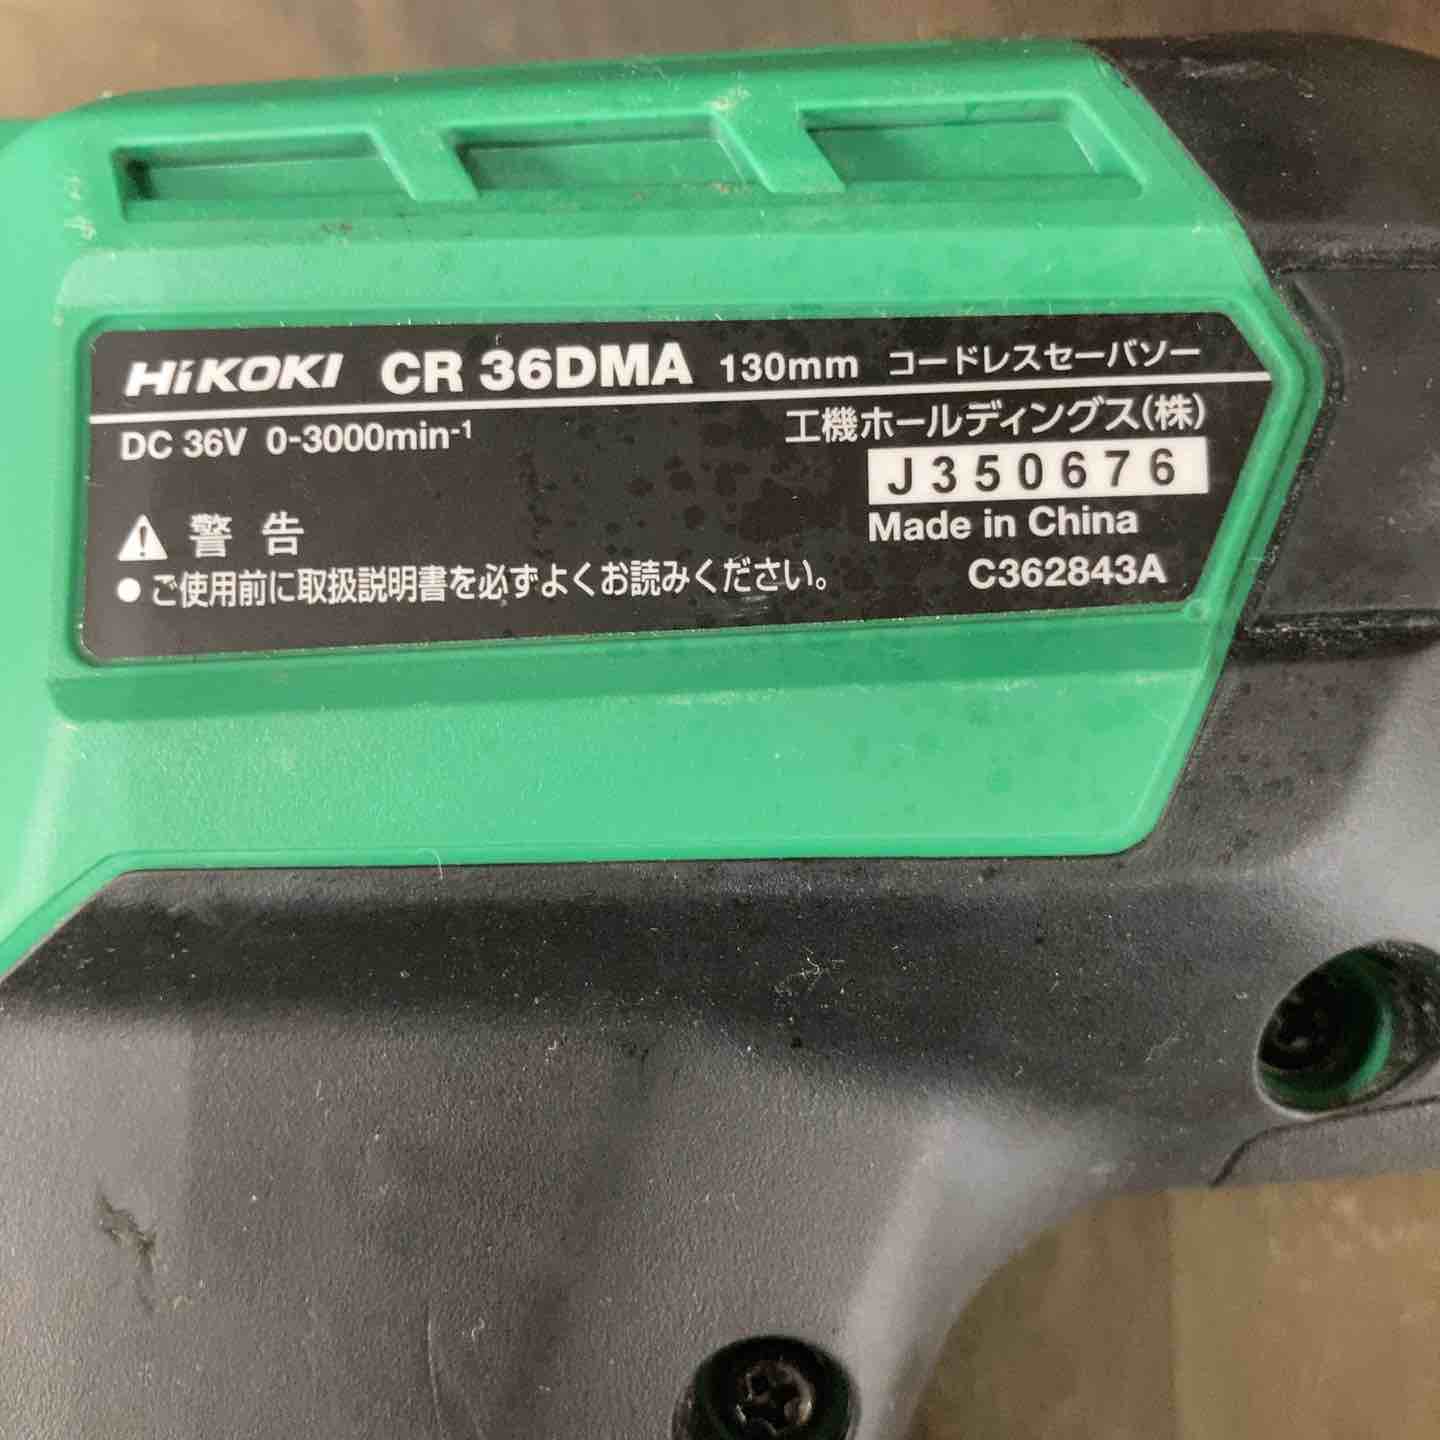 HiKOKI CR 36DMA 130mm コードレスセーバソー
DC 36V 0-3000min-1
工機ホールディングス(株)
J350676
Made in China
C362843A
警告
● ご使用前に取扱説明書を必ずよくお読みください。